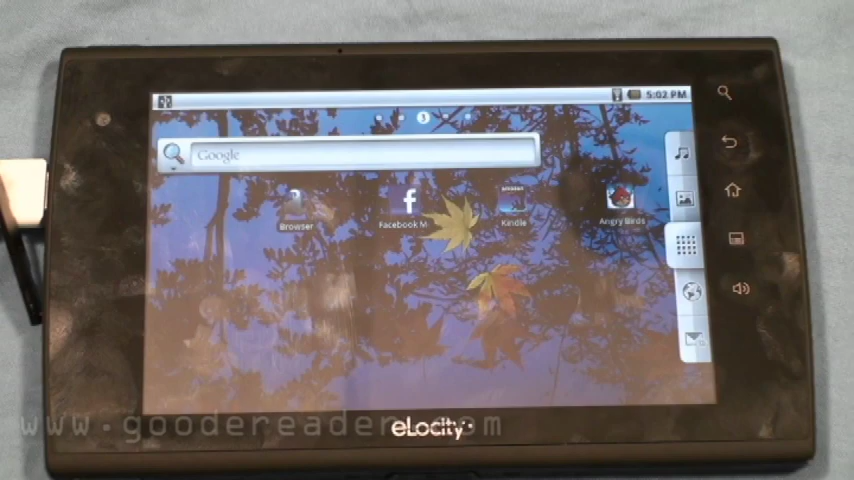 5:02 PM
3
Google
Browser
Facebook M
Kindle
Angry Birds
www.goodereader.com
eLocity